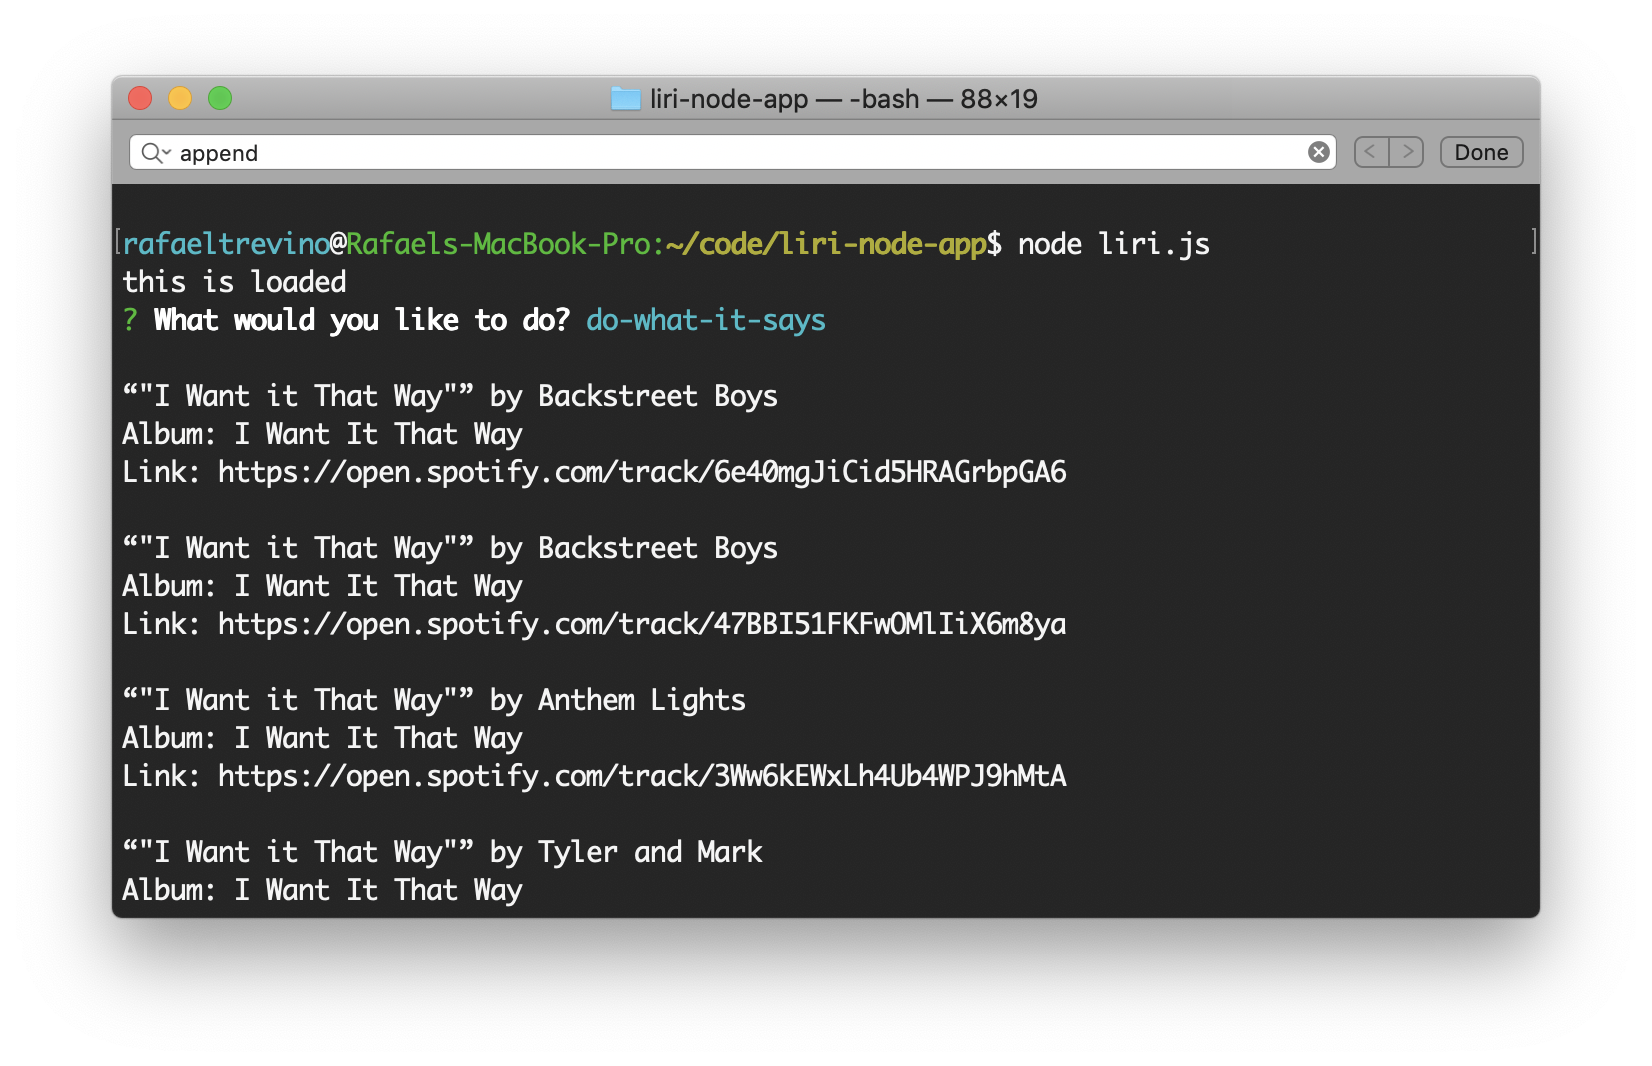 liri-node-app — -bash — 88×19
append
Done
rafaeltrevino@Rafaels-MacBook-Pro:~/code/liri-node-app$ node liri.js
this is loaded
? What would you like to do? do-what-it-says
“"I Want it That Way"” by Backstreet Boys
Album: I Want It That Way
Link: https://open.spotify.com/track/6e40mgJiCid5HRAGrbpGA6
“"I Want it That Way"” by Backstreet Boys
Album: I Want It That Way
Link: https://open.spotify.com/track/47BBI51FKFwOMlIiX6m8ya
“"I Want it That Way"” by Anthem Lights
Album: I Want It That Way
Link: https://open.spotify.com/track/3Ww6kEWxLh4Ub4WPJ9hMtA
“"I Want it That Way"” by Tyler and Mark
Album: I Want It That Way